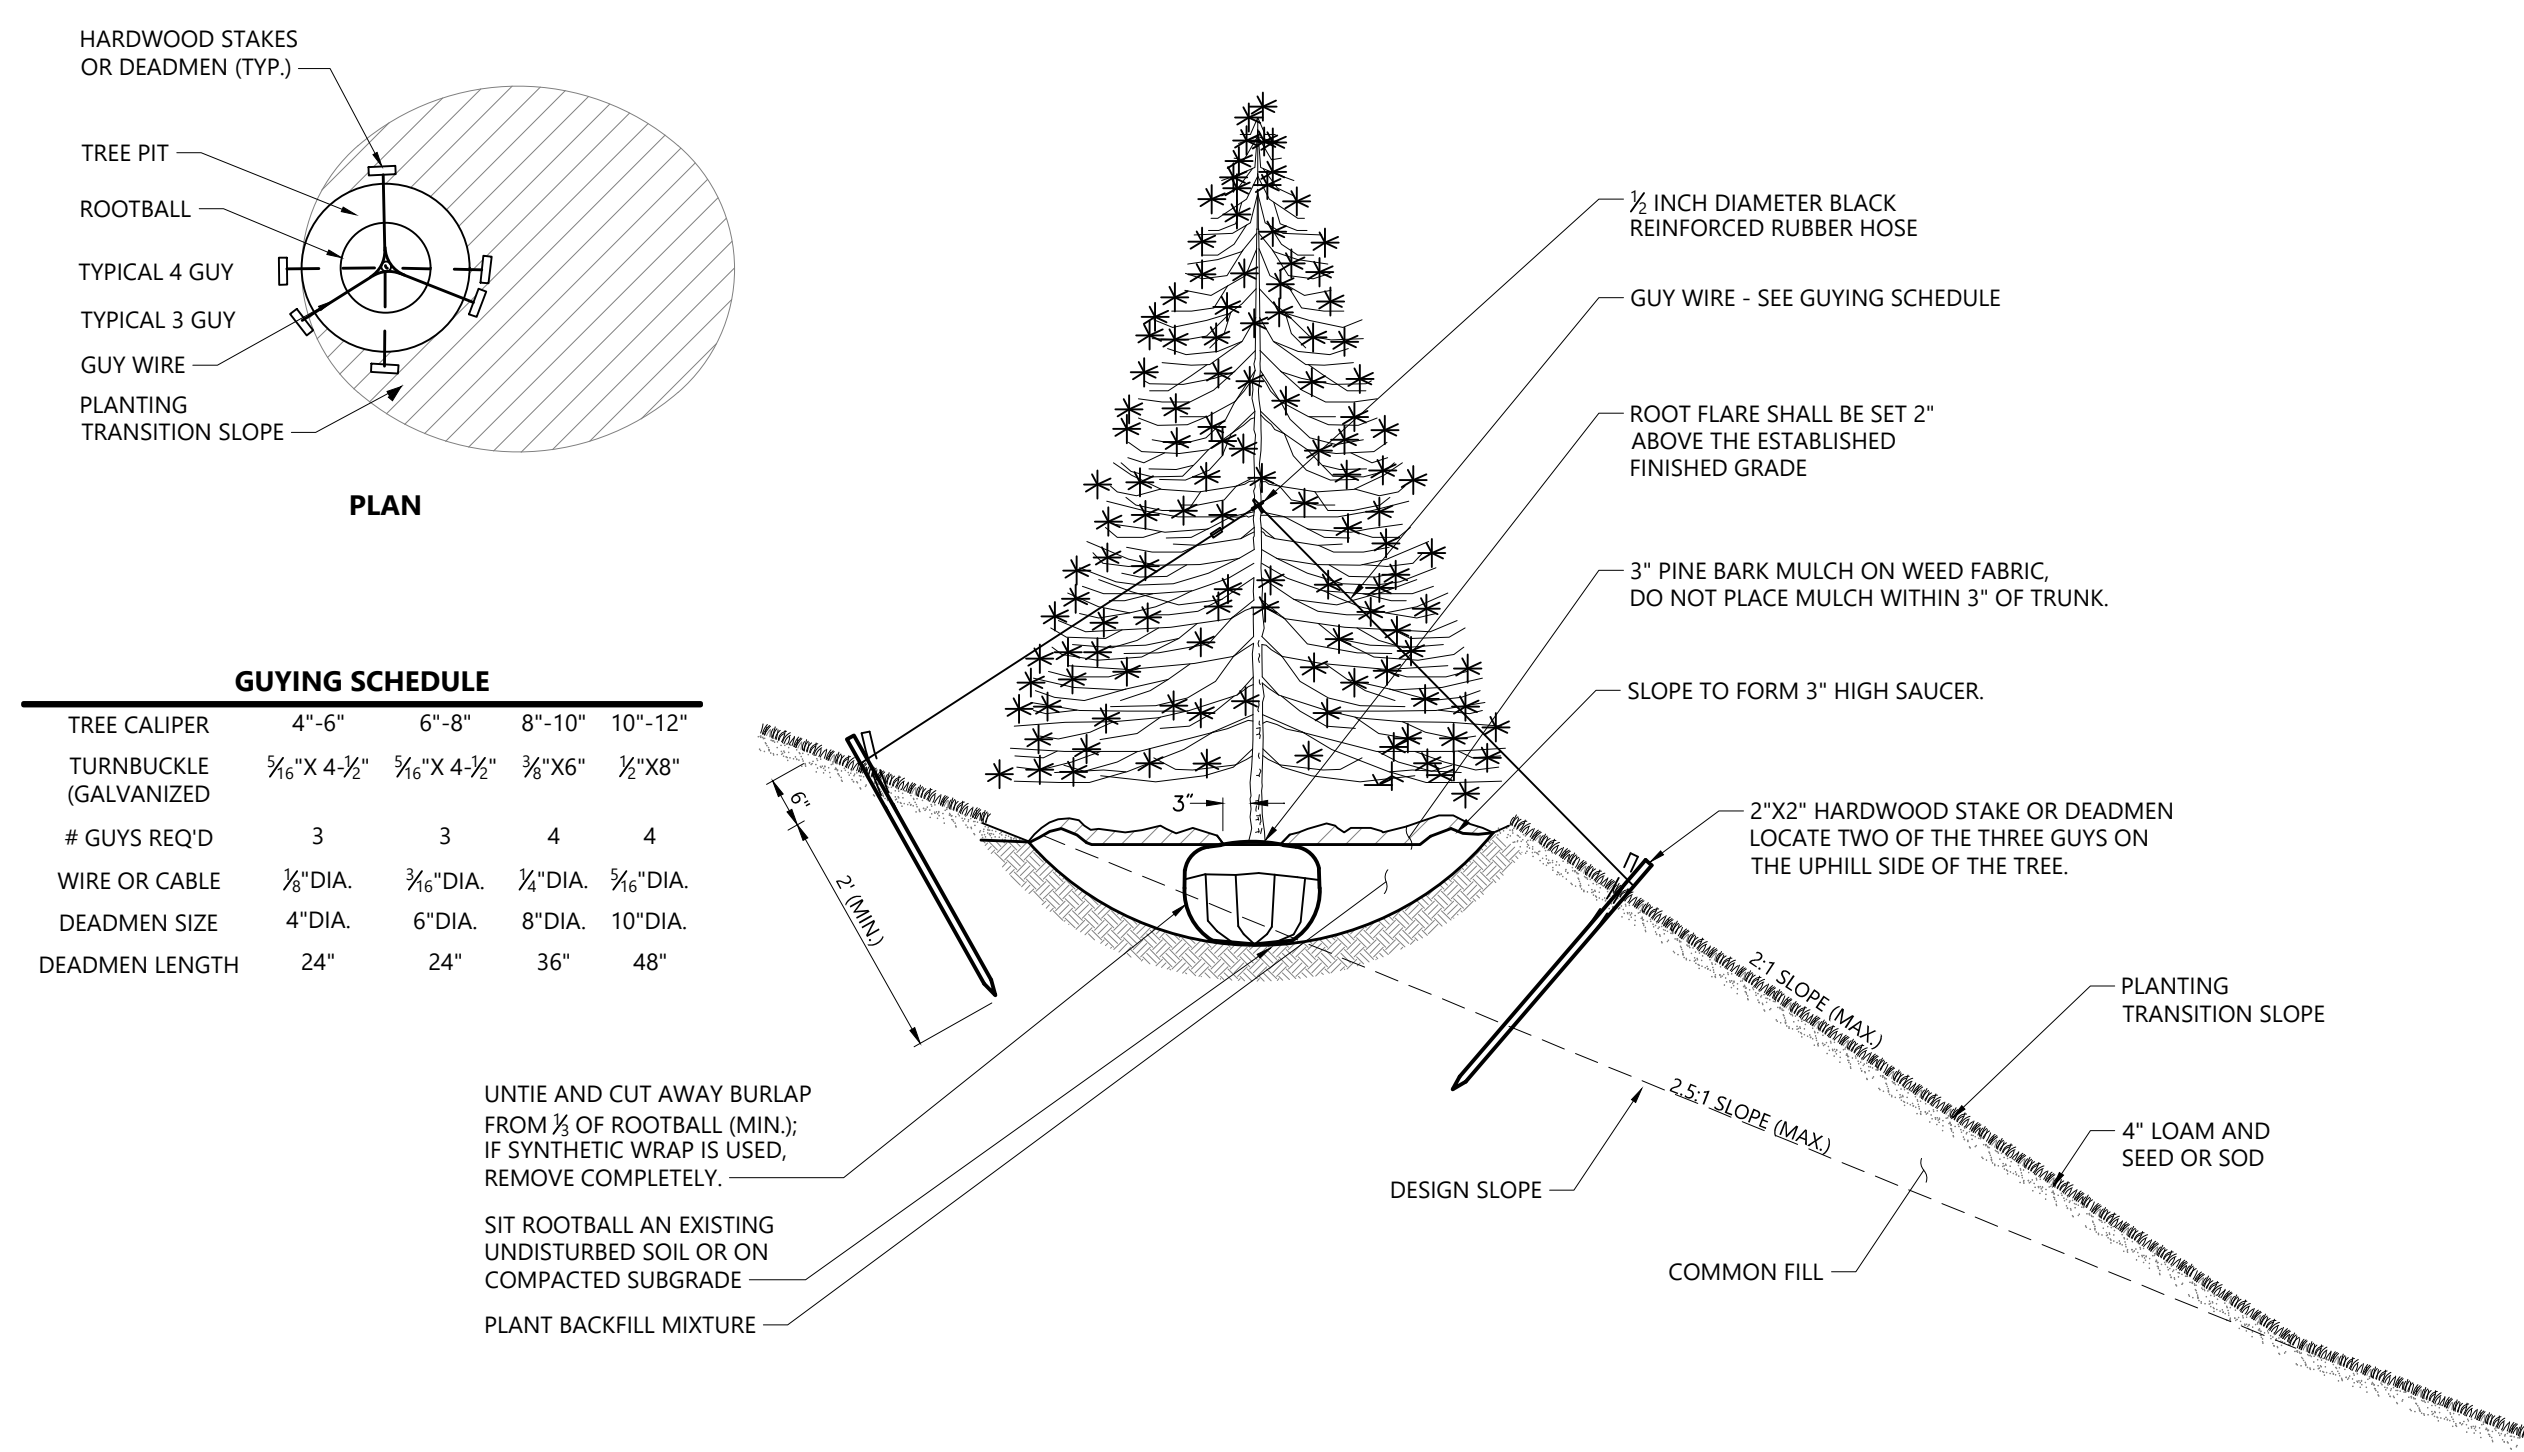 HARDWOOD STAKES
OR DEADMEN (TYP.)
TREE PIT
ROOTBALL
TYPICAL 4 GUY
TYPICAL 3 GUY
GUY WIRE
PLANTING
TRANSITION SLOPE
PLAN
GUYING SCHEDULE
TREE CALIPER 4"-6" 6"-8" 8"-10" 10"-12"
TURNBUCKLE 5/16"X 4-1/2" 5/16"X 4-1/2" 3/8"X6" 1/2"X8"
(GALVANIZED
# GUYS REQ'D 3 3 4 4
WIRE OR CABLE 1/8"DIA. 3/16"DIA. 1/4"DIA. 5/16"DIA.
DEADMEN SIZE 4"DIA. 6"DIA. 8"DIA. 10"DIA.
DEADMEN LENGTH 24" 24" 36" 48"
1/2 INCH DIAMETER BLACK
REINFORCED RUBBER HOSE
GUY WIRE - SEE GUYING SCHEDULE
ROOT FLARE SHALL BE SET 2"
ABOVE THE ESTABLISHED
FINISHED GRADE
3" PINE BARK MULCH ON WEED FABRIC,
DO NOT PLACE MULCH WITHIN 3" OF TRUNK.
SLOPE TO FORM 3" HIGH SAUCER.
3"
6"
2' (MIN.)
2"X2" HARDWOOD STAKE OR DEADMEN
LOCATE TWO OF THE THREE GUYS ON
THE UPHILL SIDE OF THE TREE.
2:1 SLOPE (MAX.)
PLANTING
TRANSITION SLOPE
2.5:1 SLOPE (MAX.)
4" LOAM AND
SEED OR SOD
DESIGN SLOPE
COMMON FILL
UNTIE AND CUT AWAY BURLAP
FROM 1/3 OF ROOTBALL (MIN.);
IF SYNTHETIC WRAP IS USED,
REMOVE COMPLETELY.
SIT ROOTBALL AN EXISTING
UNDISTURBED SOIL OR ON
COMPACTED SUBGRADE
PLANT BACKFILL MIXTURE